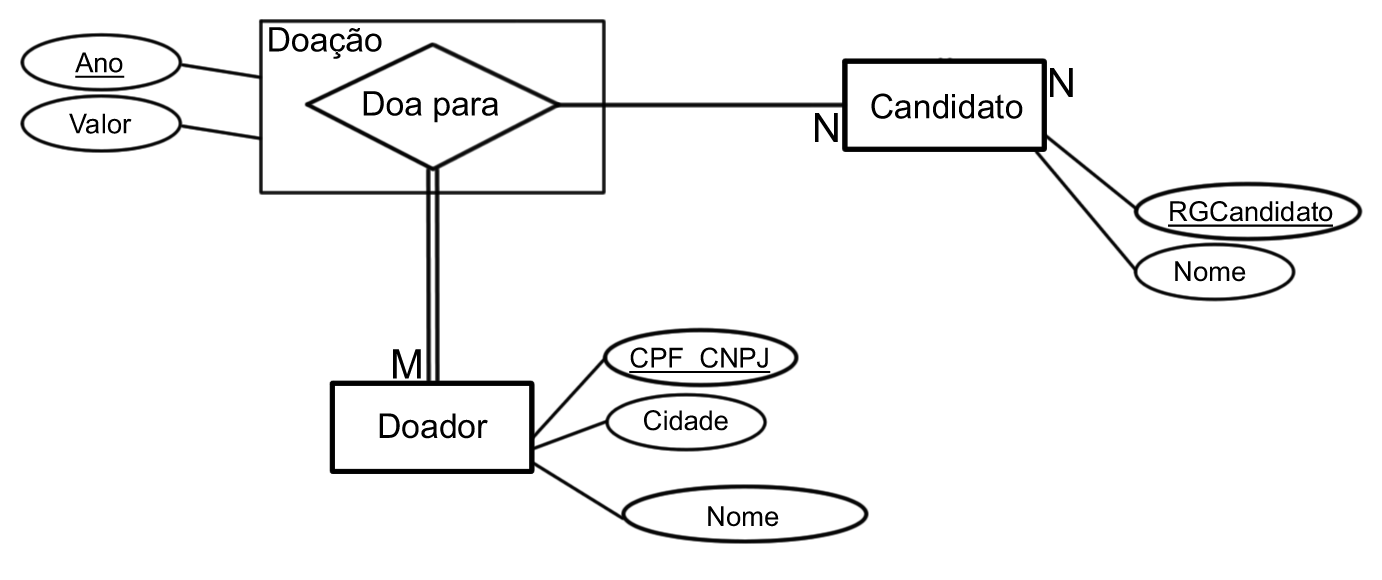 Doação
Ano
Valor
Doa para
Candidato
N
N
RGCandidato
Nome
M
Doador
CPF_CNPJ
Cidade
Nome